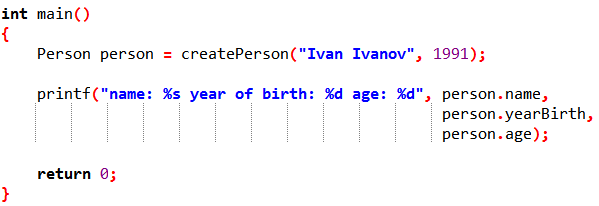 int main()
{
    Person person = createPerson("Ivan Ivanov", 1991);

    printf("name: %s year of birth: %d age: %d", person.name,
                                                 person.yearBirth,
                                                 person.age);

    return 0;
}